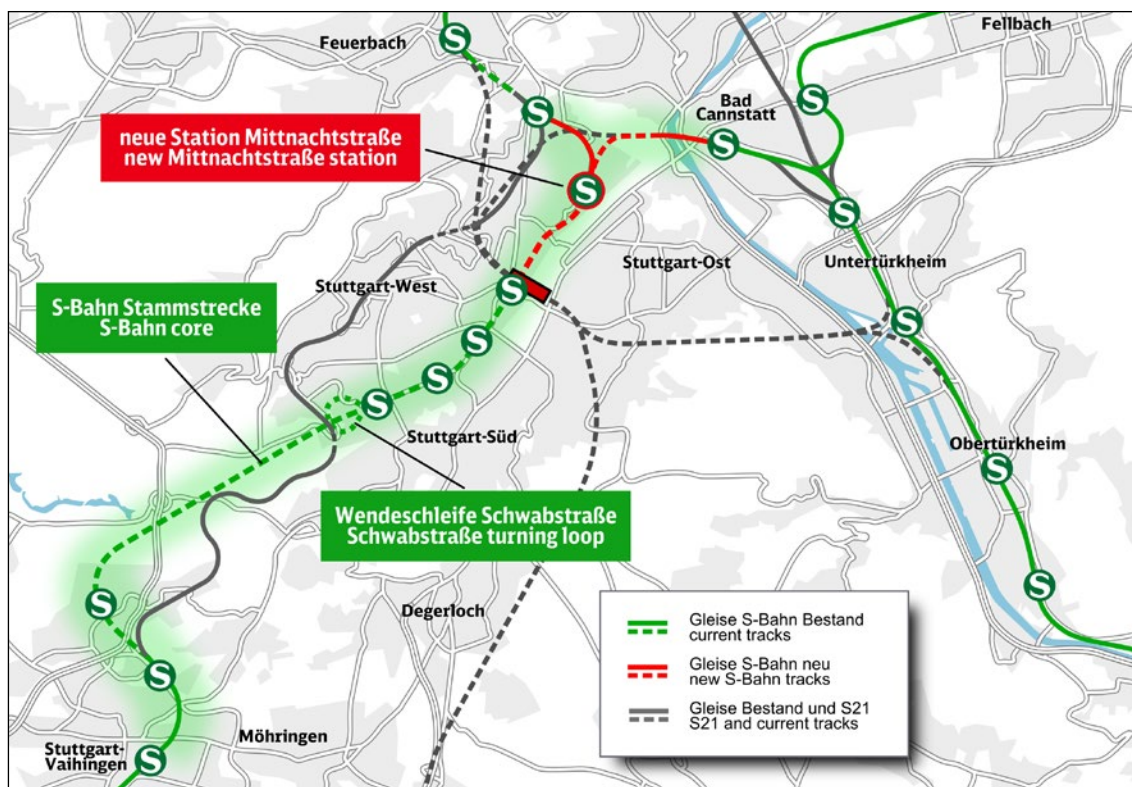 Feuerbach
Fellbach
neue Station Mittnachtstraße
new Mittnachtstraße station
Bad
Cannstatt
S
S
S
S
S
S
Stuttgart-West
Stuttgart-Ost
Untertürkheim
S-Bahn Stammstrecke
S-Bahn core
S
S
S
S
S
Stuttgart-Süd
Obertürkheim
S
Wendeschleife Schwabstraße
Schwabstraße turning loop
S
S
Degerloch
Gleise S-Bahn Bestand
current tracks
Gleise S-Bahn neu
new S-Bahn tracks
Gleise Bestand und S21
S21 and current tracks
S
Möhringen
Stuttgart-
Vaihingen
S